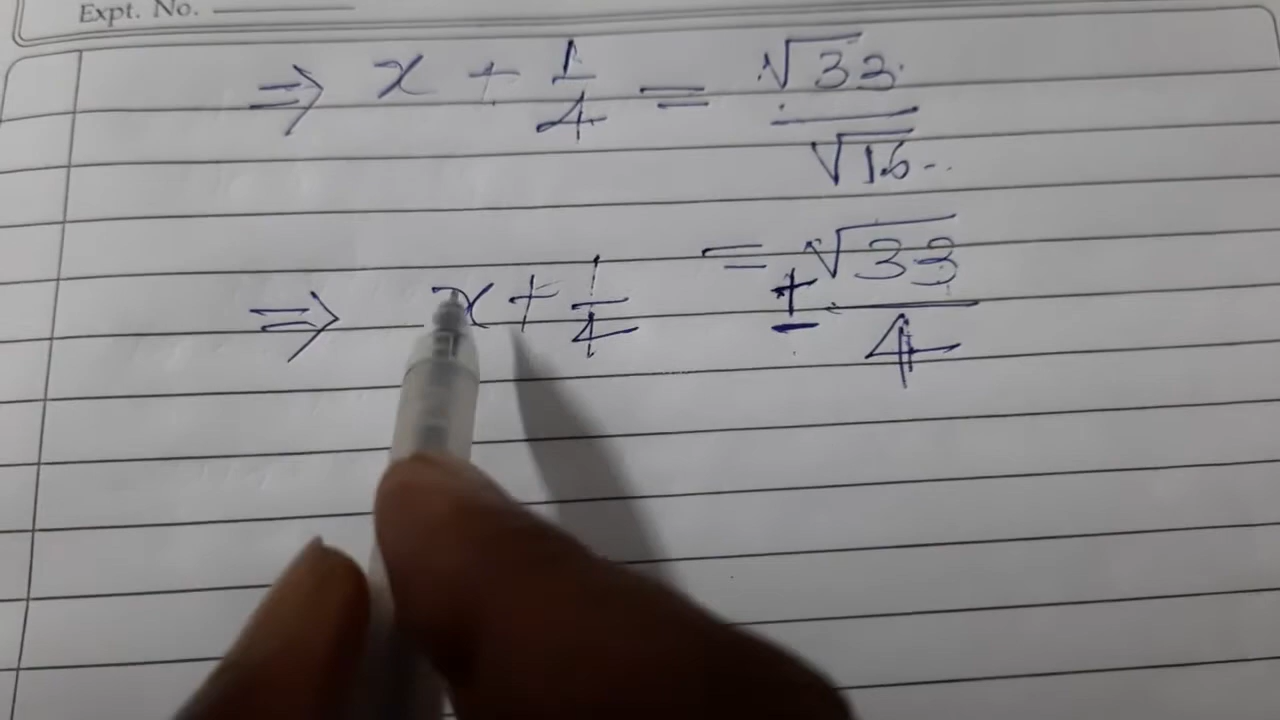 Expt. No.
⇒ x + 1/4 = √33/√16
⇒ x + 1/4 = ± √33/4